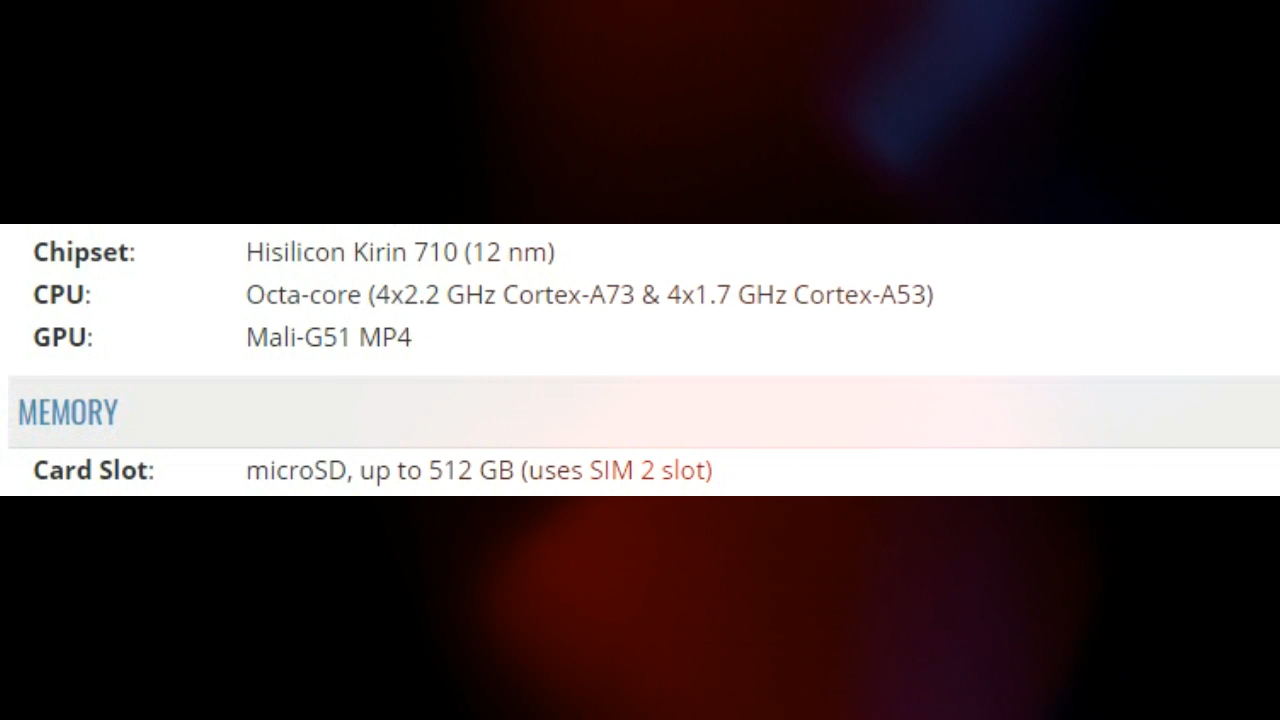 Chipset: Hisilicon Kirin 710 (12 nm)
CPU: Octa-core (4x2.2 GHz Cortex-A73 & 4x1.7 GHz Cortex-A53)
GPU: Mali-G51 MP4
MEMORY
Card Slot: microSD, up to 512 GB (uses SIM 2 slot)